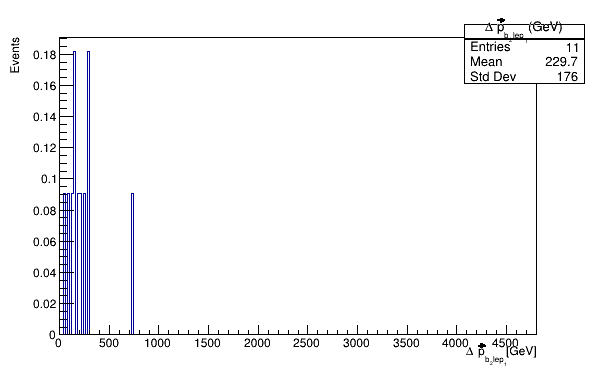 Δ p⃗_b₂lep₁ (GeV)
Entries 11
Mean 229.7
Std Dev 176
Events
0.18
0.16
0.14
0.12
0.1
0.08
0.06
0.04
0.02
0
0 500 1000 1500 2000 2500 3000 3500 4000 4500
Δ p⃗_b₂lep₁[GeV]